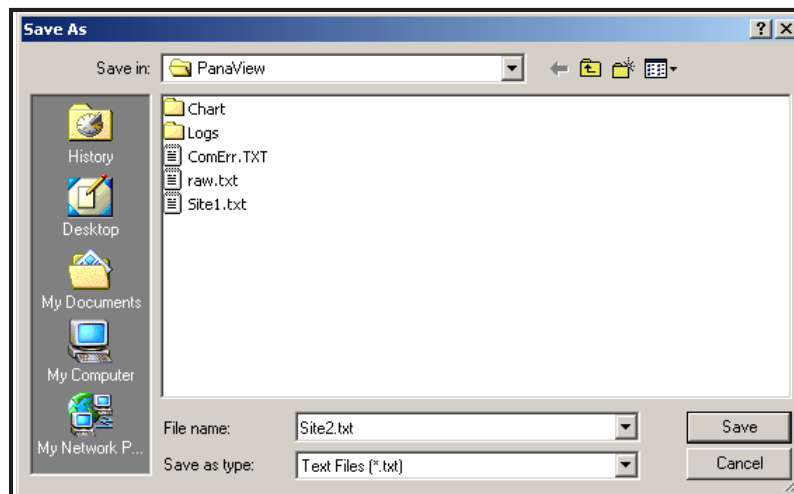 Save As
Save in: PanaView
History
Desktop
My Documents
My Computer
My Network P...
Chart
Logs
ComErr.TXT
raw.txt
Site1.txt
File name: Site2.txt Save
Save as type: Text Files (*.txt) Cancel